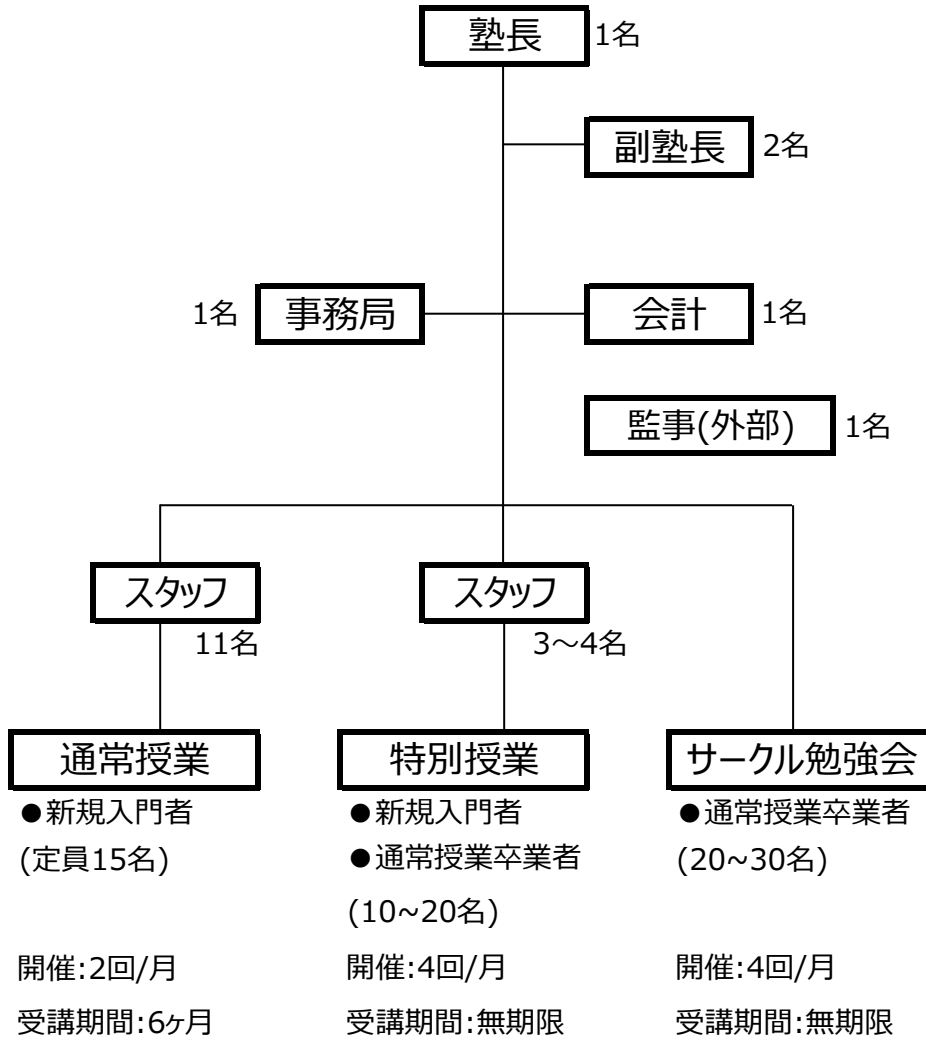 塾長 1名
副塾長 2名
1名 事務局 会計 1名
監事(外部) 1名
スタッフ スタッフ
11名 3～4名
通常授業 特別授業 サークル勉強会
●新規入門者 ●新規入門者 ●通常授業卒業者
(定員15名) ●通常授業卒業者 (20~30名)
(10~20名)
開催:2回/月 開催:4回/月 開催:4回/月
受講期間:6ヶ月 受講期間:無期限 受講期間:無期限